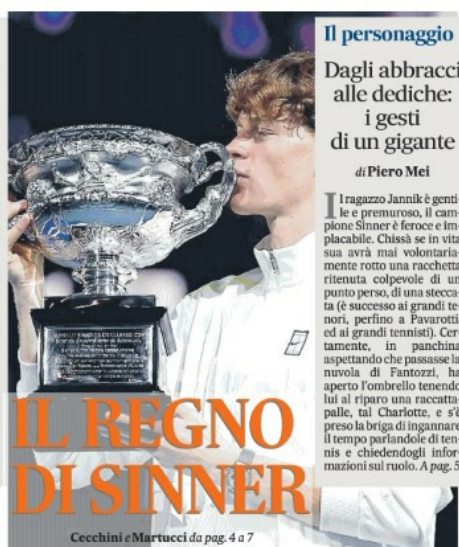 Il personaggio
Dagli abbracci
alle dediche:
i gesti
di un gigante
di Piero Mei
Il ragazzo Jannik è genti-
le e premuroso, il cam-
pione Sinner è feroce e im-
placabile. Chissà se in vita
sua avrà mai volontaria-
mente rotto una racchetta
ritenuta colpevole di un
punto perso, di una stecca-
ta (è successo ai grandi te-
nori, perfino a Pavarotti
ed ai grandi tennisti). Cer-
tamente, in panchina
aspettando che passasse la
nuvola di Fantozzi, ha
aperto l'ombrello tenendo
lui al riparo una raccatta-
palle, tal Charlotte, e s'è
preso la briga di ingannare
il tempo parlandole di ten-
nis e chiedendogli infor-
mazioni sul ruolo. A pag. 5
IL REGNO
DI SINNER
Cecchini e Martucci da pag. 4 a 7